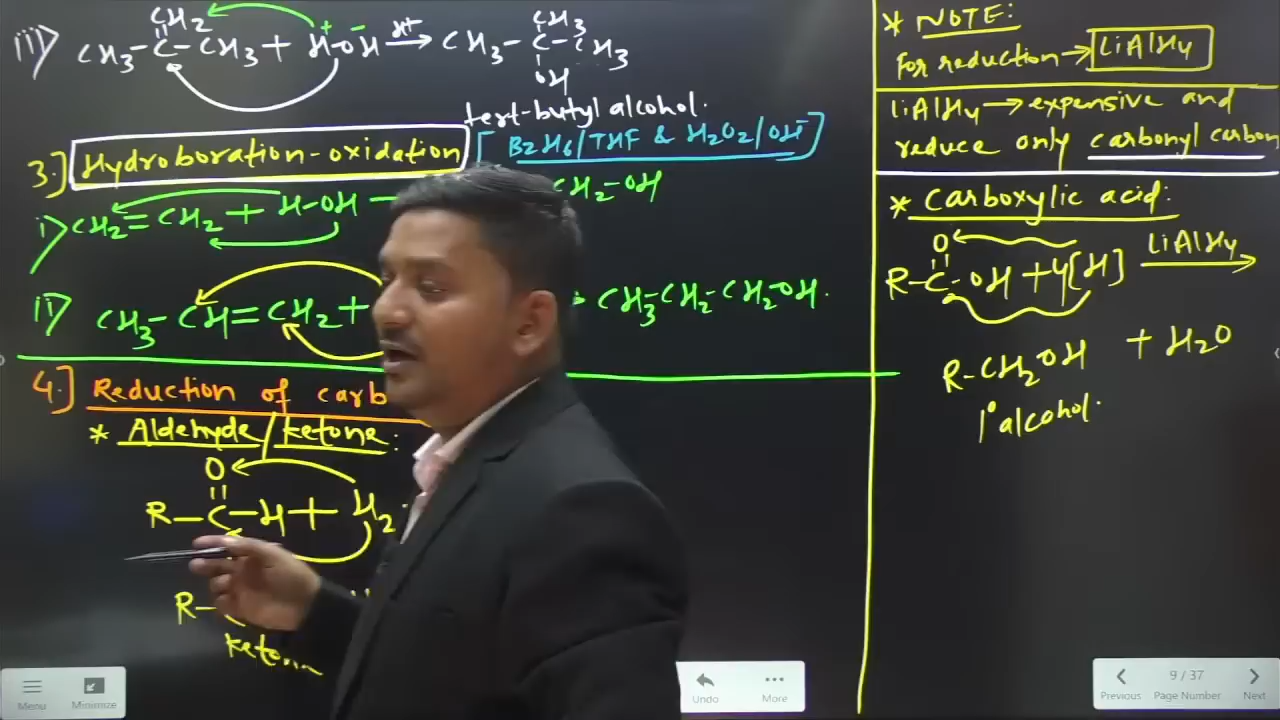 iii) CH3-C(=CH2)-CH3 + H-OH H+ → CH3-C(CH3)(OH)-CH3
tert-butyl alcohol.
3.] Hydroboration-oxidation [B2H6/THF & H2O2/OH-]
i) CH2=CH2 + H-OH CH2-OH
ii) CH3-CH=CH2+ CH3CH2-CH2OH.
4.] Reduction of carb
* Aldehyde/ketone:
O
R-C-H + H2
R-
ketone
* NOTE:
For reduction → LiAlH4
LiAlH4 → expensive and
reduce only carbonyl carbon
* Carboxylic acid:
O
R-C-OH + 4[H] LiAlH4 →
R-CH2OH + H2O
1° alcohol.
Menu
Minimize
Undo
More
9 / 37
Previous
Page Number
Next